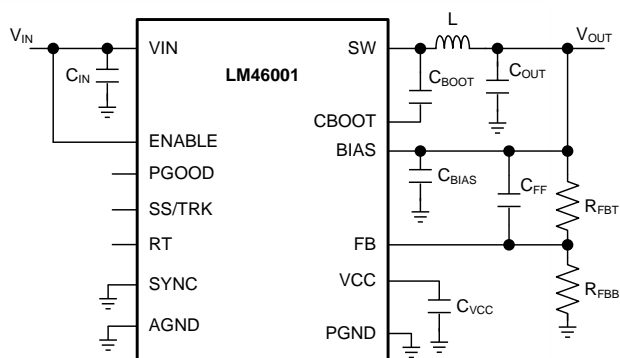 VIN
VOUT
VIN
SW
L
CIN
LM46001
CBOOT
COUT
CBOOT
ENABLE
BIAS
PGOOD
CBIAS
CFF
SS/TRK
RFBT
RT
FB
SYNC
VCC
RFBB
CVCC
AGND
PGND